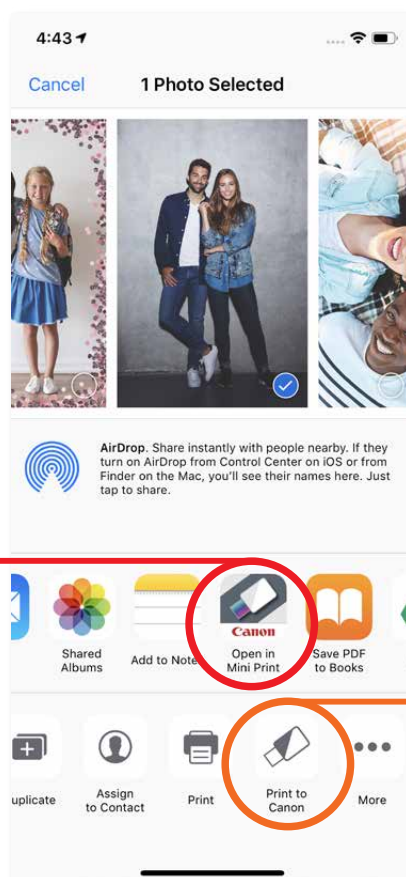 4:43
Cancel
1 Photo Selected
AirDrop. Share instantly with people nearby. If they
turn on AirDrop from Control Center on iOS or from
Finder on the Mac, you'll see their names here. Just
tap to share.
Canon
Shared
Albums
Add to Note
Open in
Mini Print
Save PDF
to Books
uplicate
Assign
to Contact
Print
Print to
Canon
More